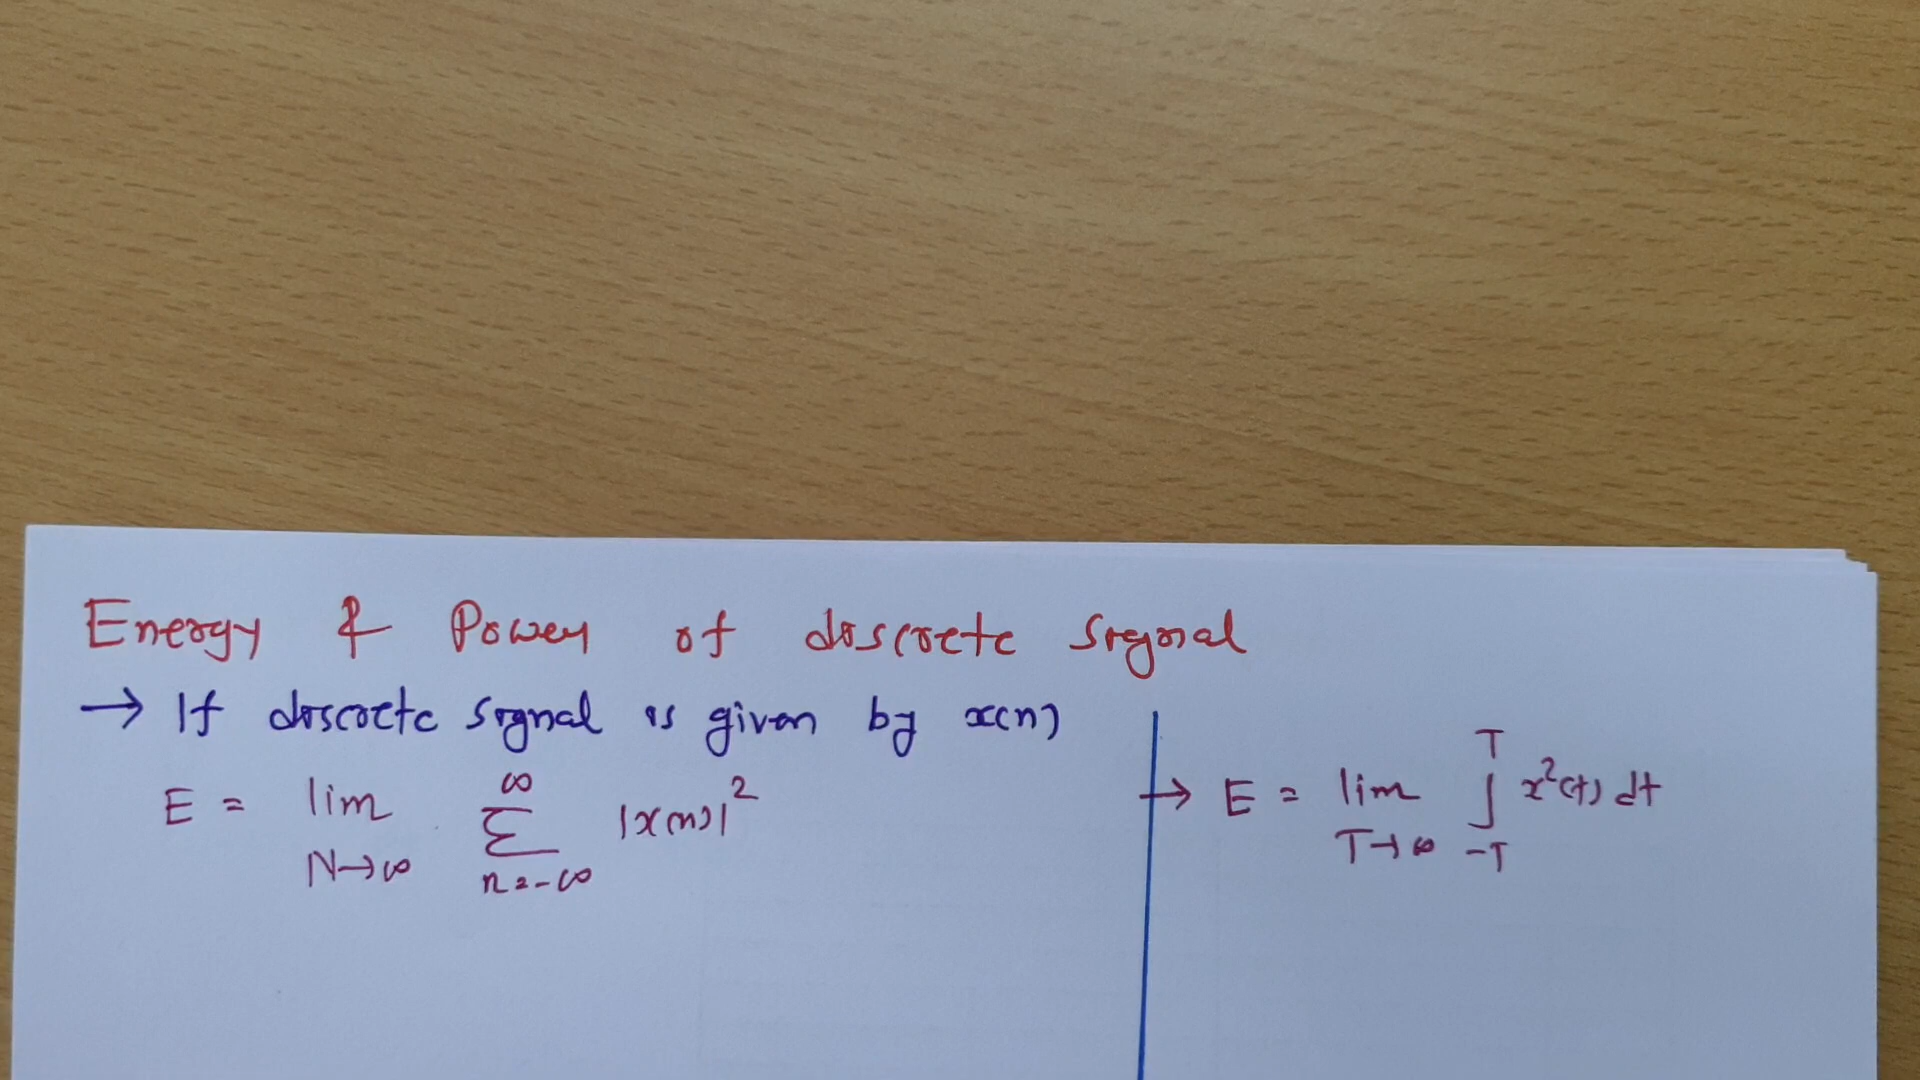 Energy & Power of discrete signal
→ If discrete signal is given by x(n)
E = lim N→∞ ∞ Σ n=-∞ |x(n)|²
→ E = lim T→∞ ∫ T -T x²(t) dt